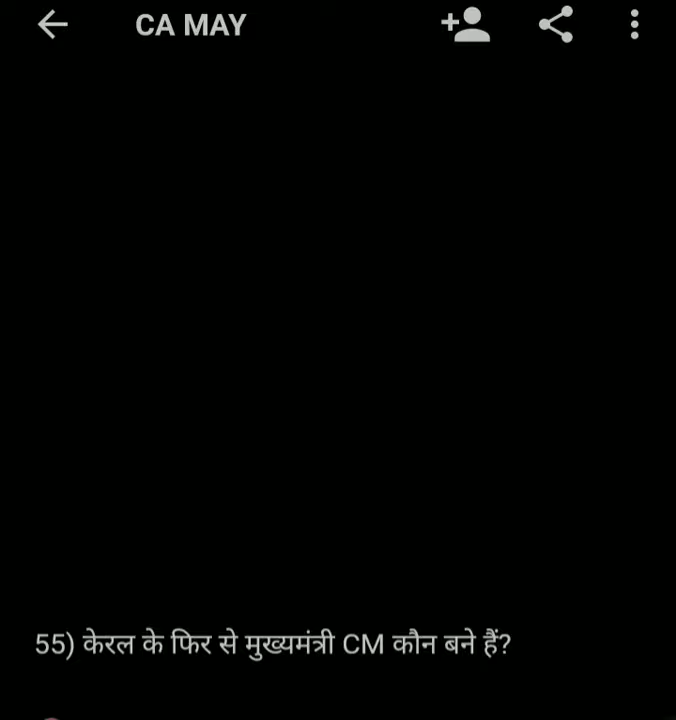 CA MAY
55) केरल के फिर से मुख्यमंत्री CM कौन बने हैं?